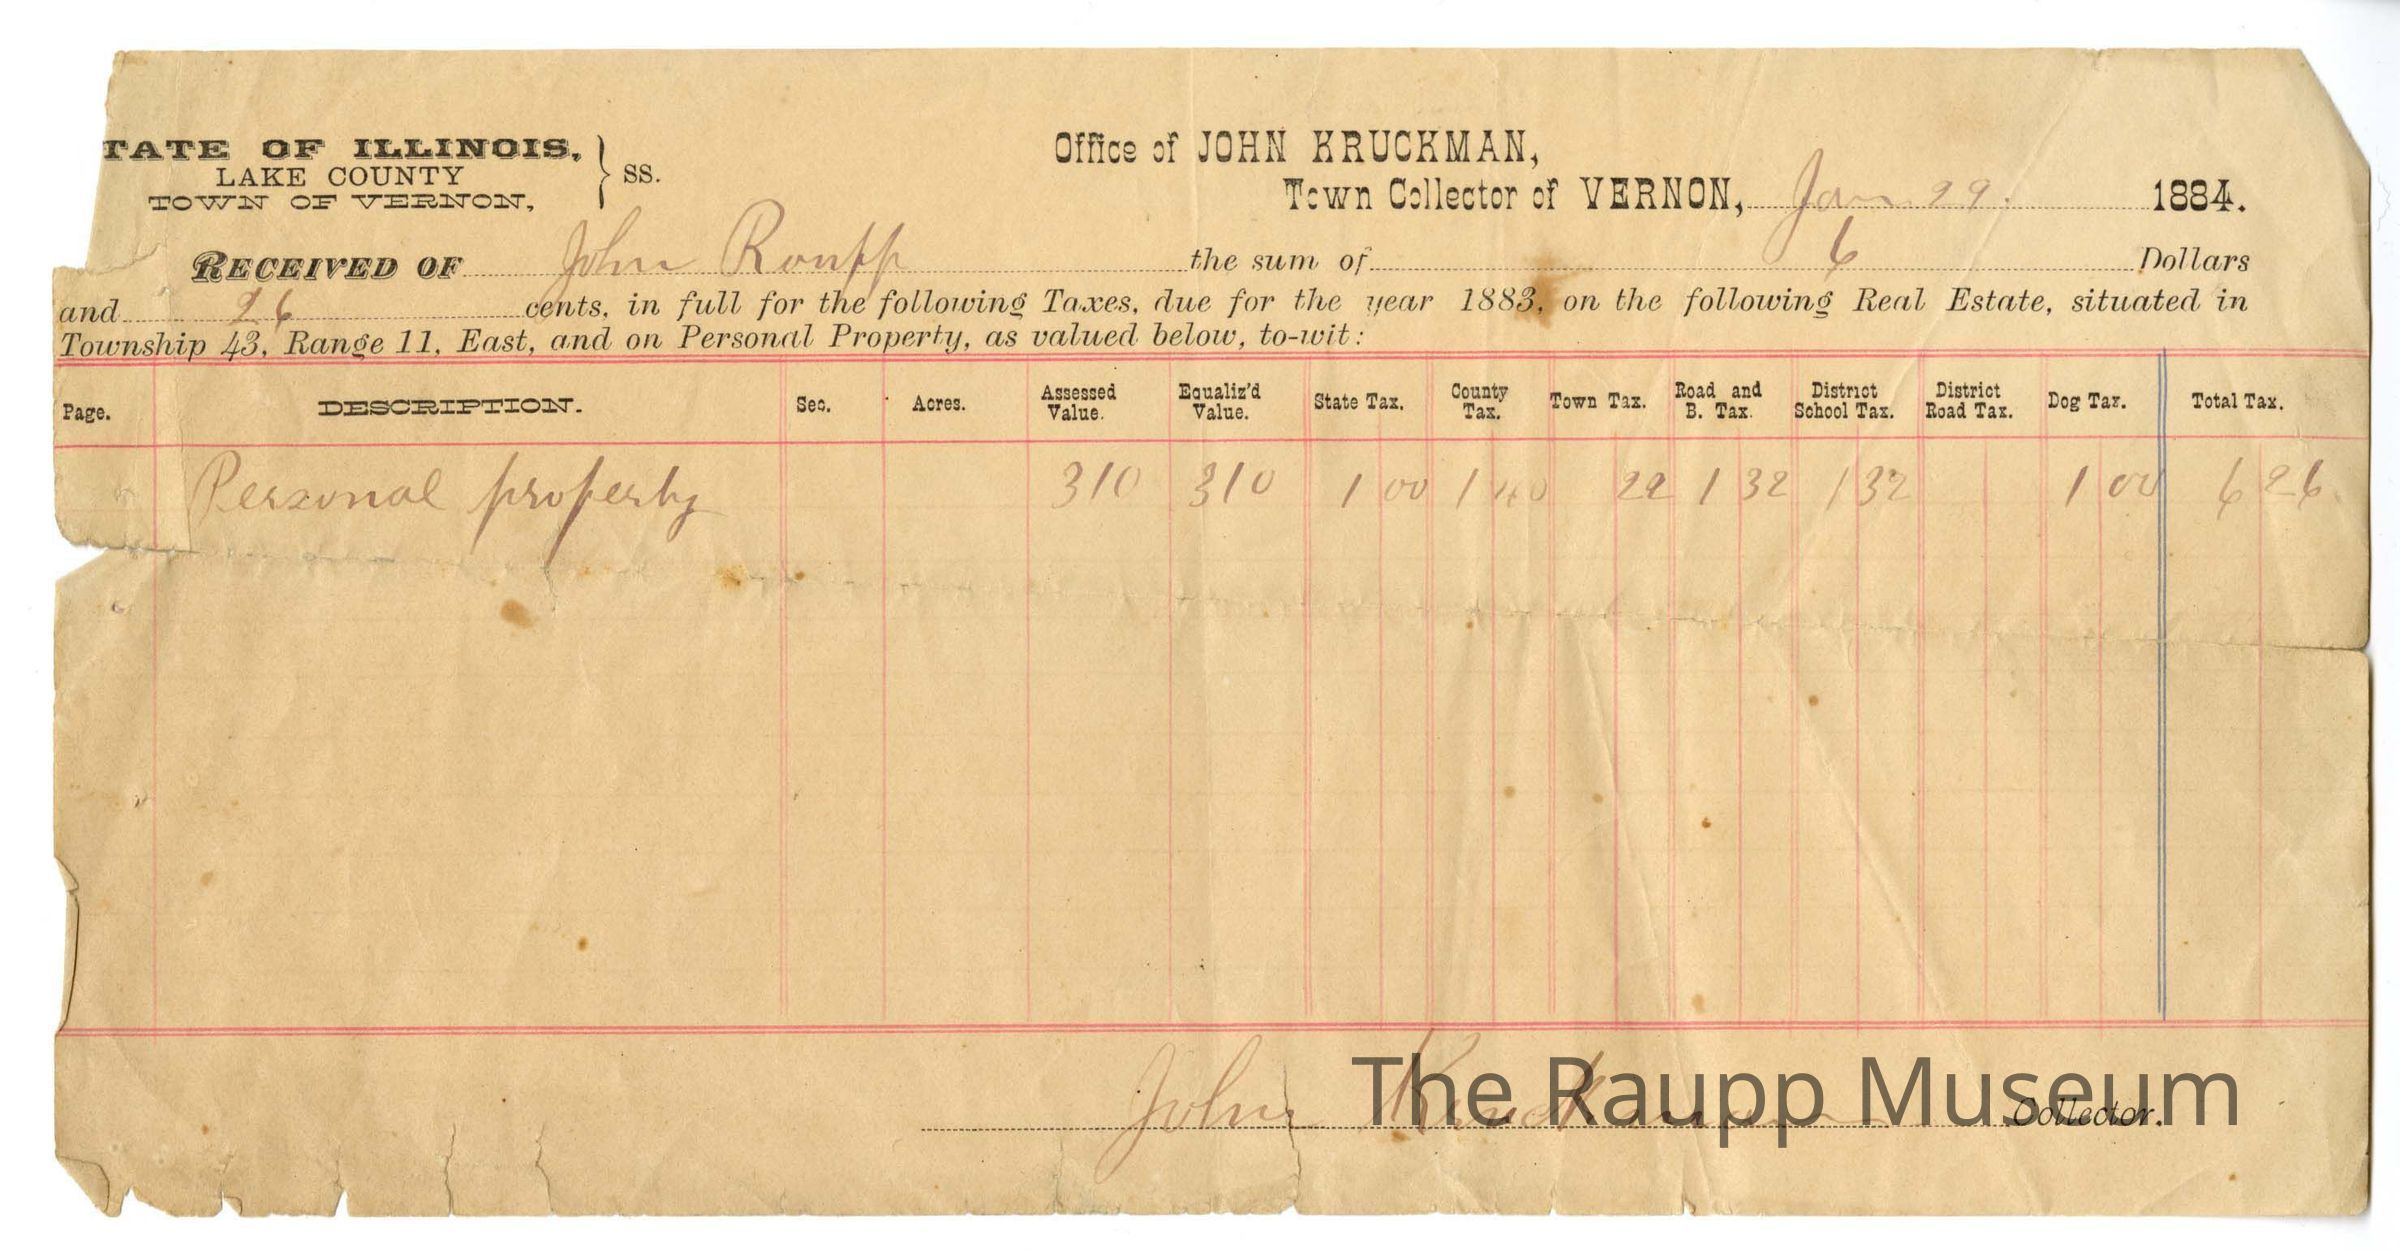 TATE OF ILLINOIS,
LAKE COUNTY
TOWN OF VERNON,
SS.
Office of JOHN KRUCKMAN,
Town Collector of VERNON, Jan 29. 1884.
RECEIVED OF John Roupp the sum of 6 Dollars
and 26 cents, in full for the following Taxes, due for the year 1883, on the following Real Estate, situated in
Township 43, Range 11, East, and on Personal Property, as valued below, to-wit:
Page. DESCRIPTION. Sec. Acres. Assessed Value. Equaliz'd Value. State Tax. County Tax. Town Tax. Road and B. Tax. District School Tax. District Road Tax. Dog Tax. Total Tax.
Personal property 310 310 1 00 1 40 22 1 32 1 32 1 00 6 26
John Kruckman Collector.
The Raupp Museum